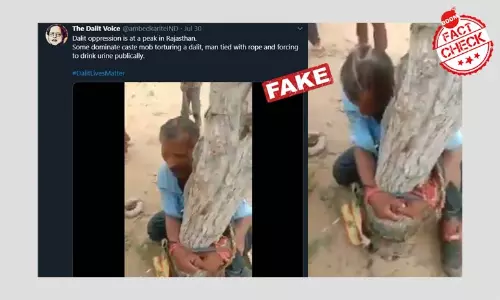 The Dalit Voice @ambedkariteIND · Jul 30
Dalit oppression is at a peak in Rajasthan.
Some dominate caste mob torturing a dalit, man tied with rope and forcing
to drink urine publically.
#DalitLivesMatter
FAKE
BOOM
FACT
CHECK